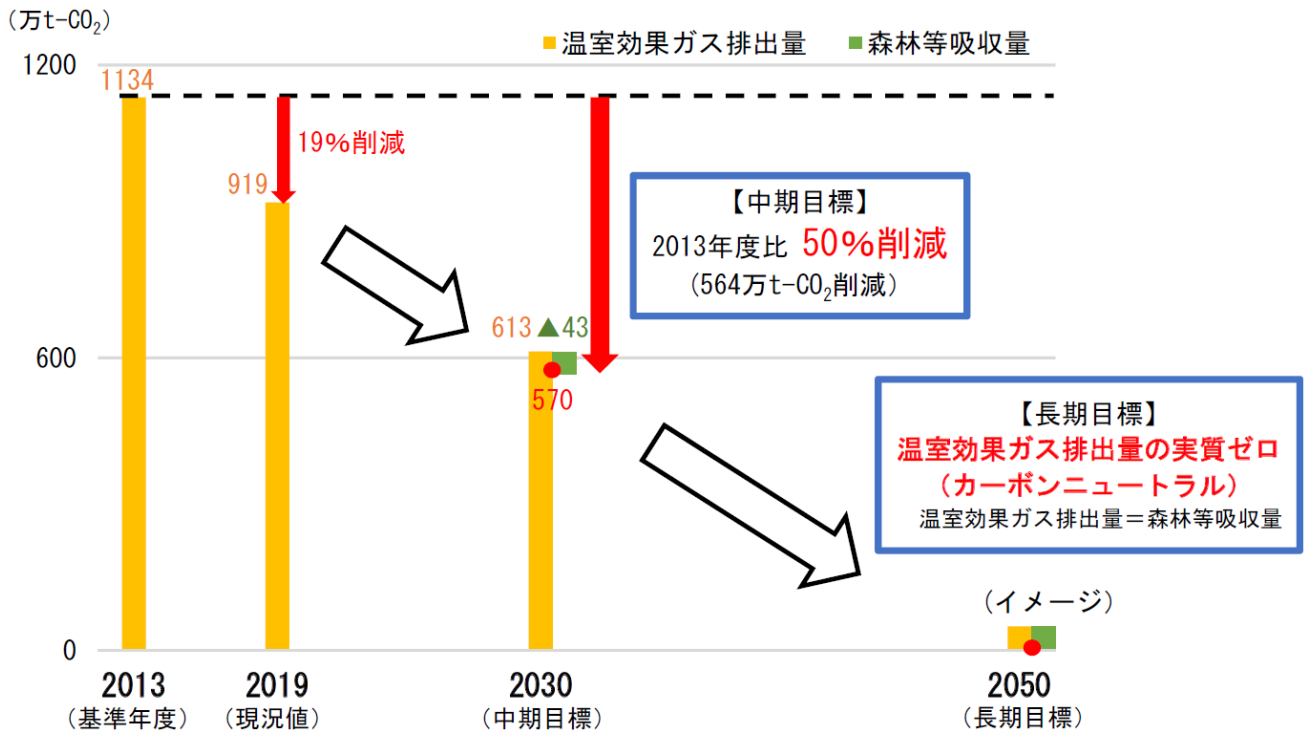 （万t-CO₂）
■温室効果ガス排出量 ■森林等吸収量
1200
1134
19%削減
919
【中期目標】
2013年度比 50%削減
（564万t-CO₂削減）
613 ▲43
600
570
【長期目標】
温室効果ガス排出量の実質ゼロ
（カーボンニュートラル）
温室効果ガス排出量＝森林等吸収量
（イメージ）
0
2013 2019 2030 2050
（基準年度） （現況値） （中期目標） （長期目標）